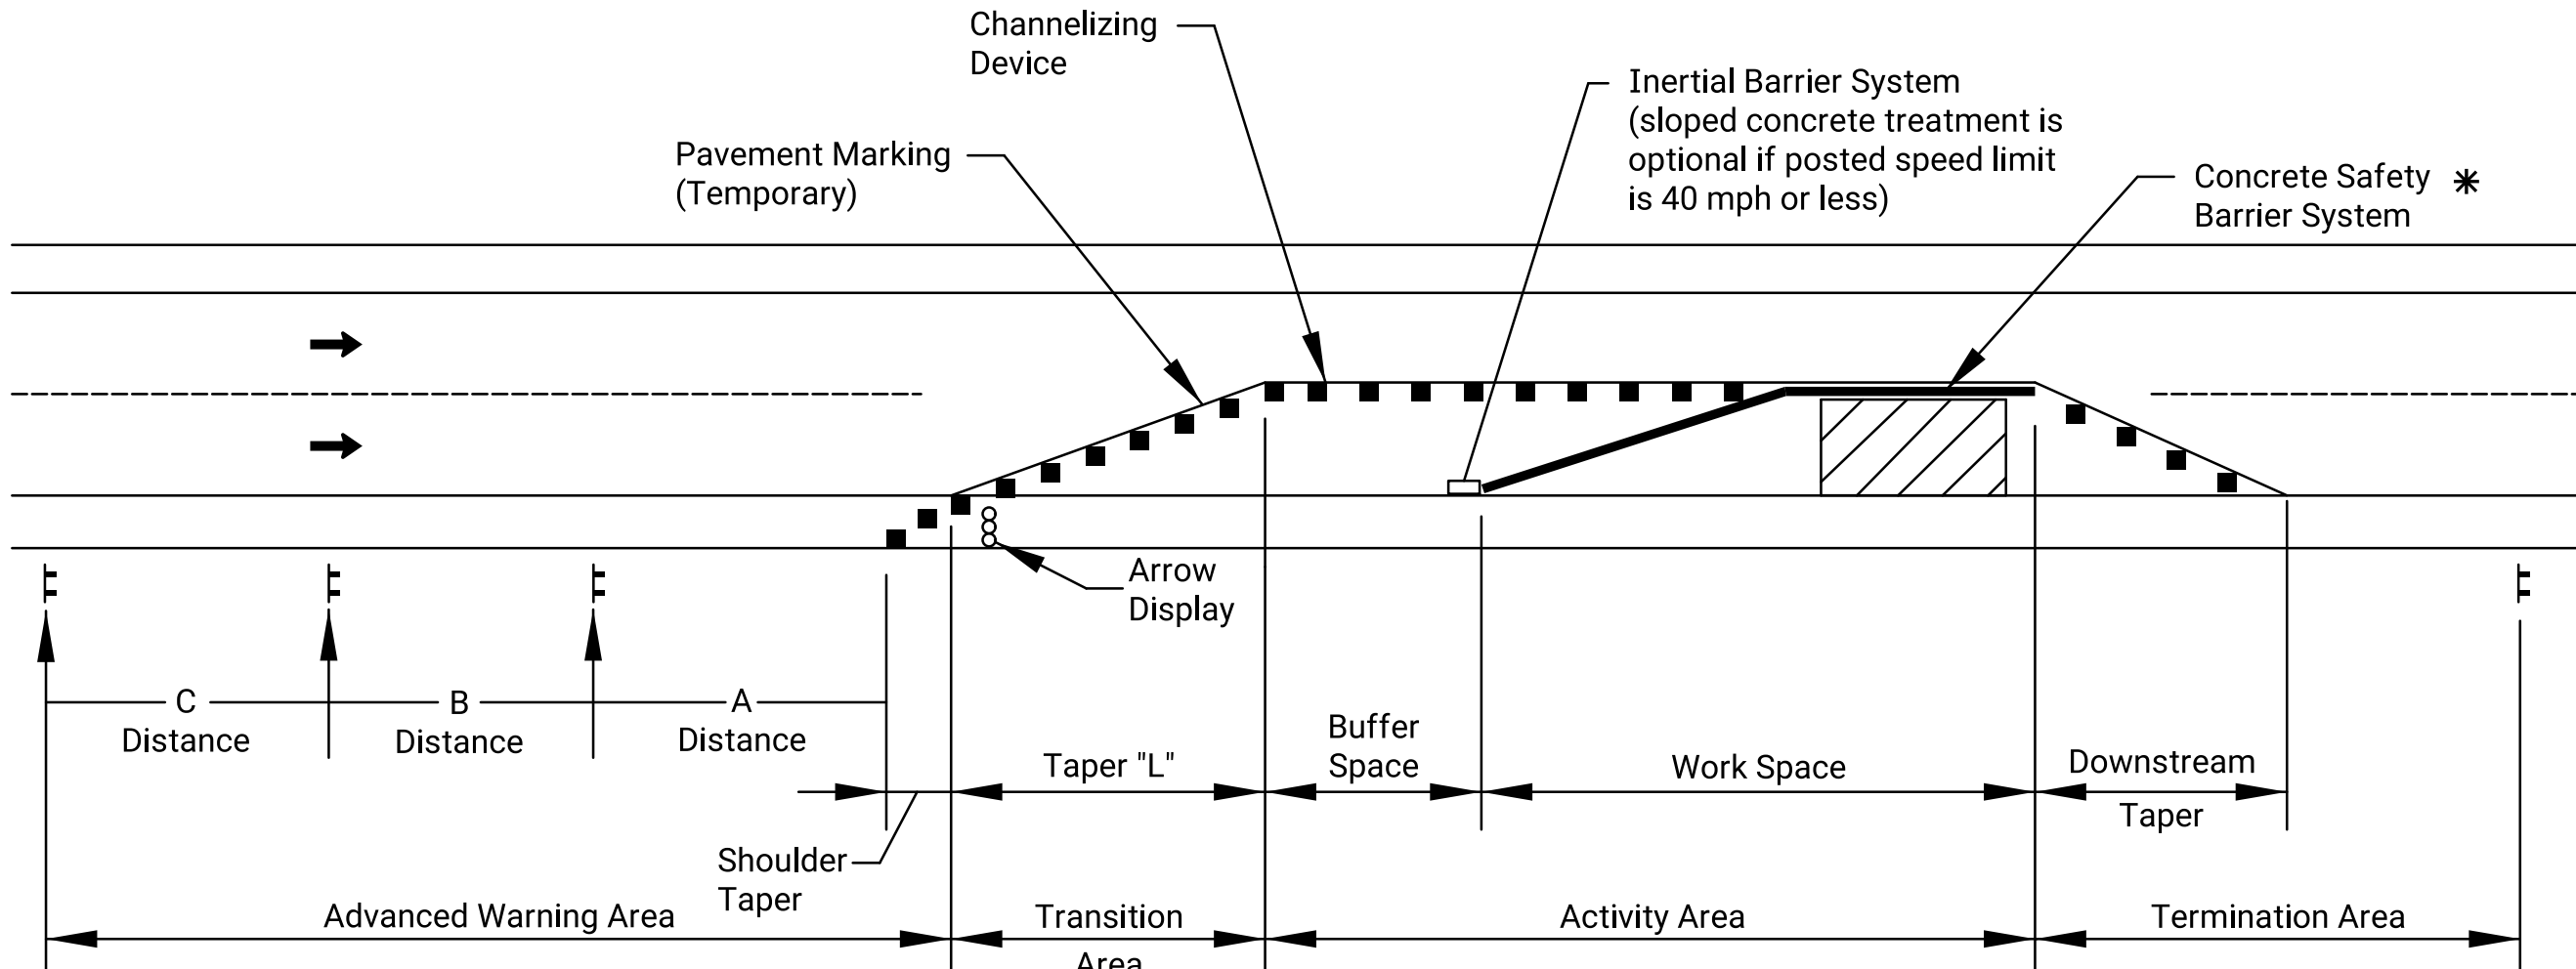 Channelizing
Device
Inertial Barrier System
(sloped concrete treatment is
optional if posted speed limit
is 40 mph or less)
Pavement Marking
(Temporary)
Concrete Safety *
Barrier System
Arrow
Display
C
Distance
B
Distance
A
Distance
Taper "L"
Buffer
Space
Work Space
Downstream
Taper
Shoulder
Taper
Advanced Warning Area
Transition
Area
Activity Area
Termination Area